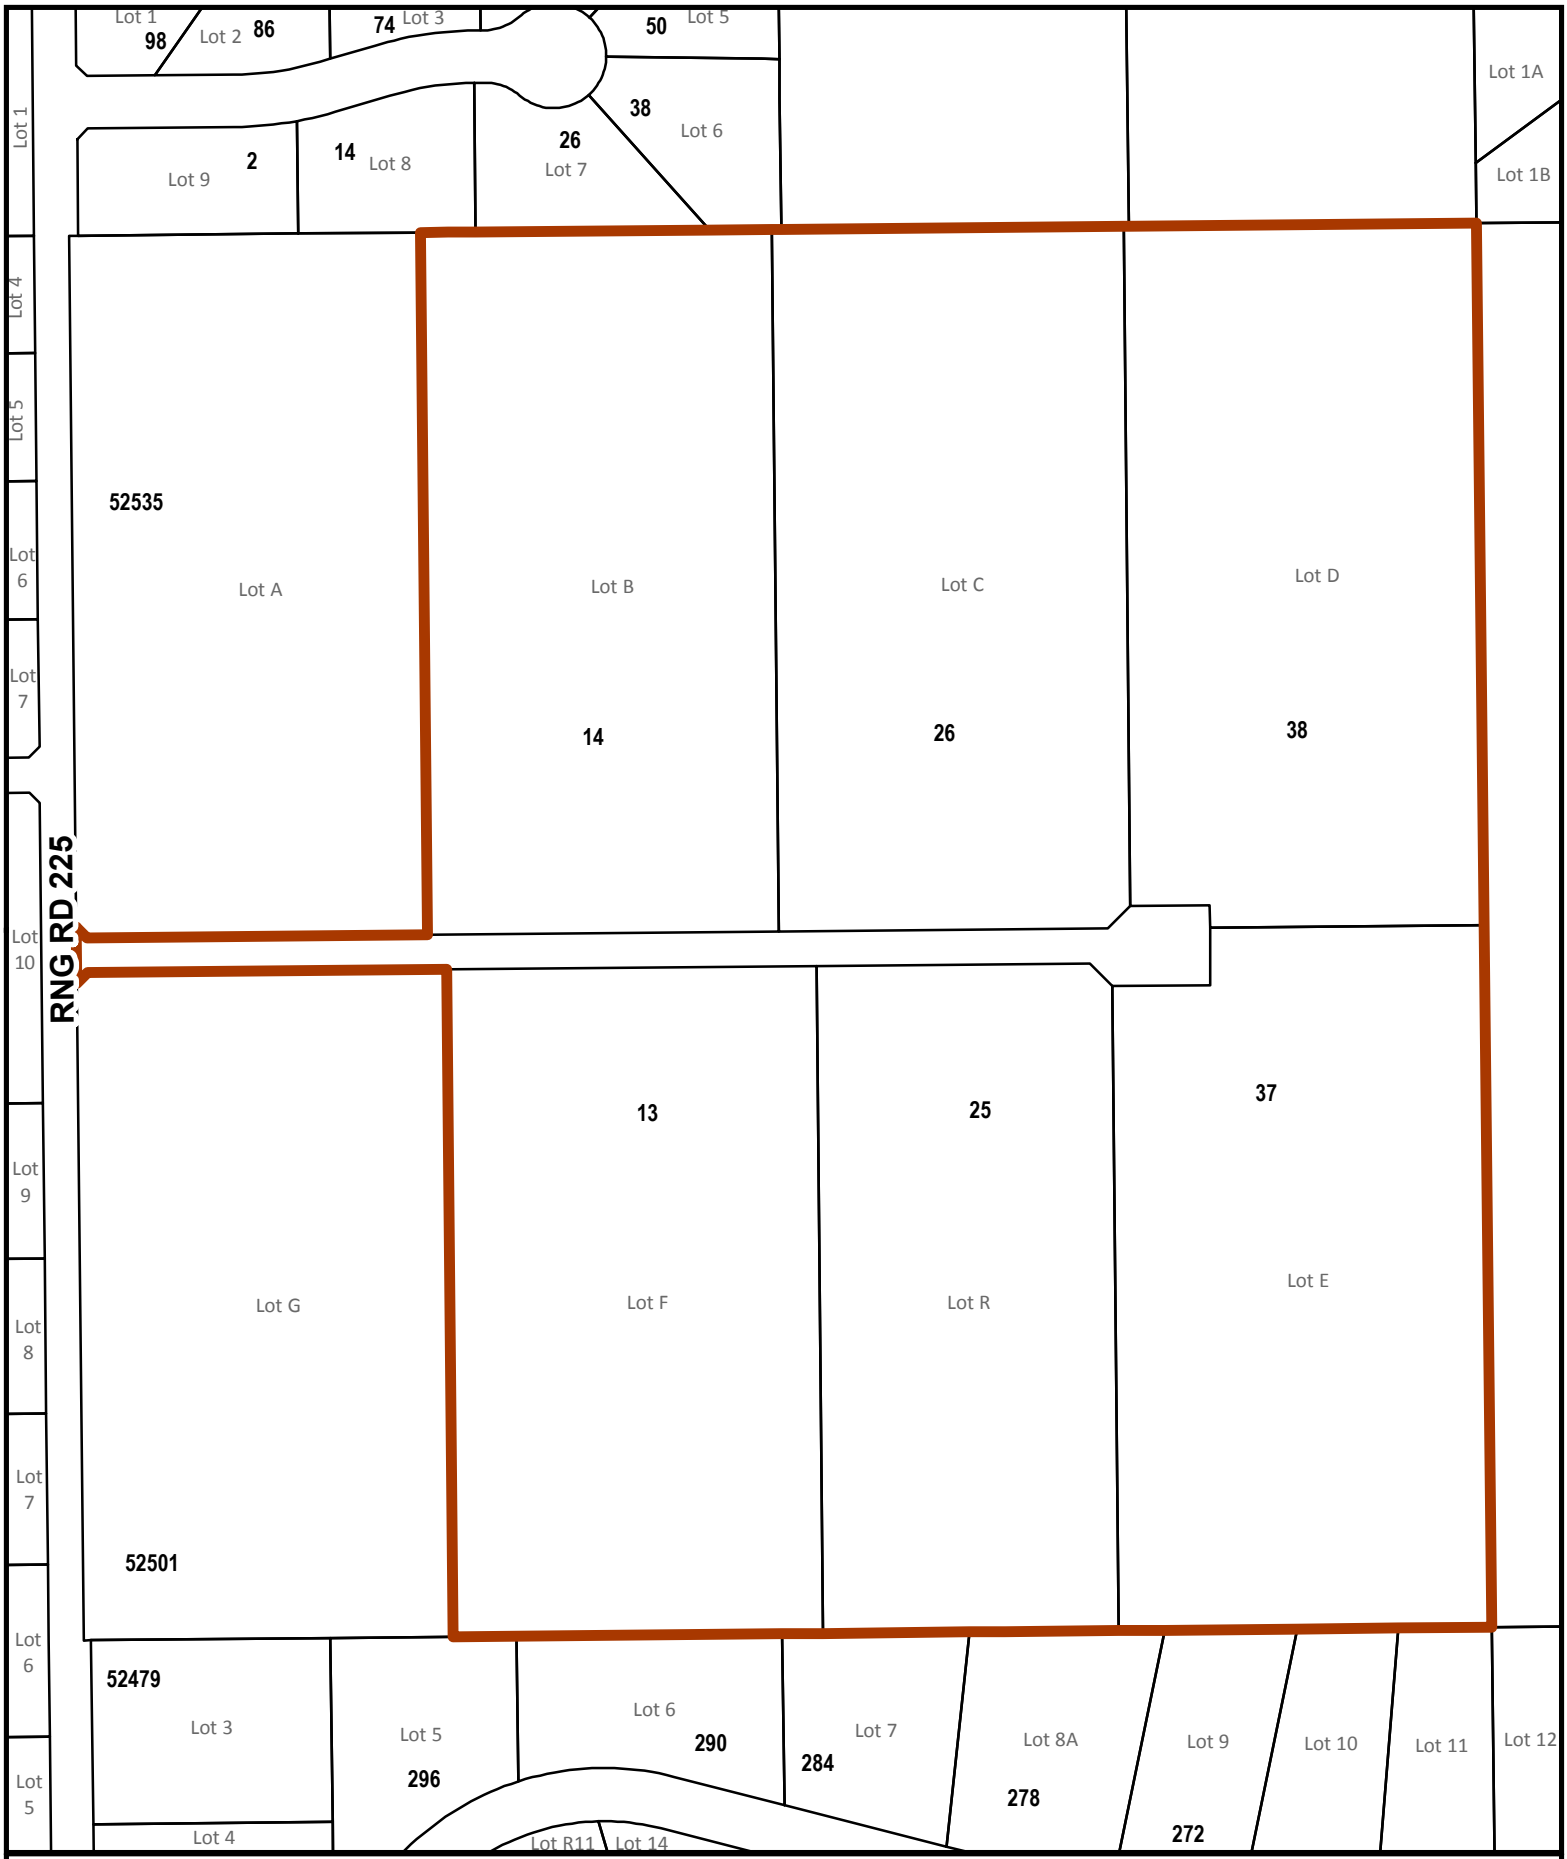 Lot 1
98
Lot 2
86
74
Lot 3
50
Lot 5
Lot 1A
Lot 1
38
Lot 6
2
Lot 9
14
Lot 8
26
Lot 7
Lot 1B
Lot 4
Lot 5
52535
Lot
6
Lot A
Lot B
Lot C
Lot D
Lot
7
14
26
38
RNG RD 225
Lot
10
13
25
37
Lot
9
Lot G
Lot F
Lot R
Lot E
Lot
8
Lot
7
52501
Lot
6
52479
Lot 3
Lot 5
296
Lot 6
290
Lot 7
284
Lot 8A
278
Lot 9
272
Lot 10
Lot 11
Lot 12
Lot
5
Lot 4
Lot R11
Lot 14